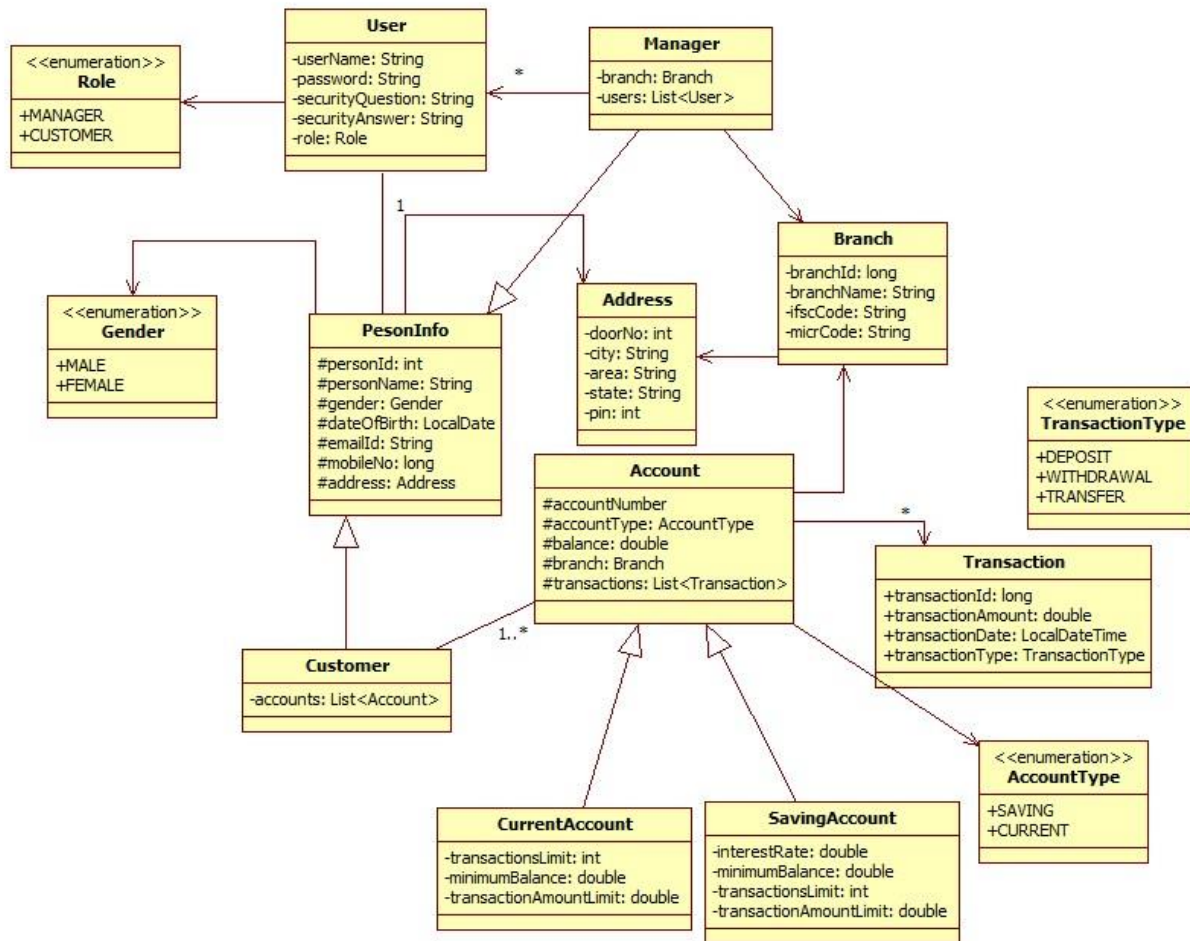 User
-userName: String
-password: String
-securityQuestion: String
-securityAnswer: String
-role: Role
Manager
-branch: Branch
-users: List<User>
*
<<enumeration>>
Role
+MANAGER
+CUSTOMER
1
Branch
-branchId: long
-branchName: String
-ifscCode: String
-micrCode: String
<<enumeration>>
Gender
+MALE
+FEMALE
PesonInfo
#personId: int
#personName: String
#gender: Gender
#dateOfBirth: LocalDate
#emailId: String
#mobileNo: long
#address: Address
Address
-doorNo: int
-city: String
-area: String
-state: String
-pin: int
<<enumeration>>
TransactionType
+DEPOSIT
+WITHDRAWAL
+TRANSFER
Account
#accountNumber
#accountType: AccountType
#balance: double
#branch: Branch
#transactions: List<Transaction>
*
Transaction
+transactionId: long
+transactionAmount: double
+transactionDate: LocalDateTime
+transactionType: TransactionType
1..*
Customer
-accounts: List<Account>
<<enumeration>>
AccountType
+SAVING
+CURRENT
CurrentAccount
-transactionsLimit: int
-minimumBalance: double
-transactionAmountLimit: double
SavingAccount
-interestRate: double
-minimumBalance: double
-transactionsLimit: int
-transactionAmountLimit: double